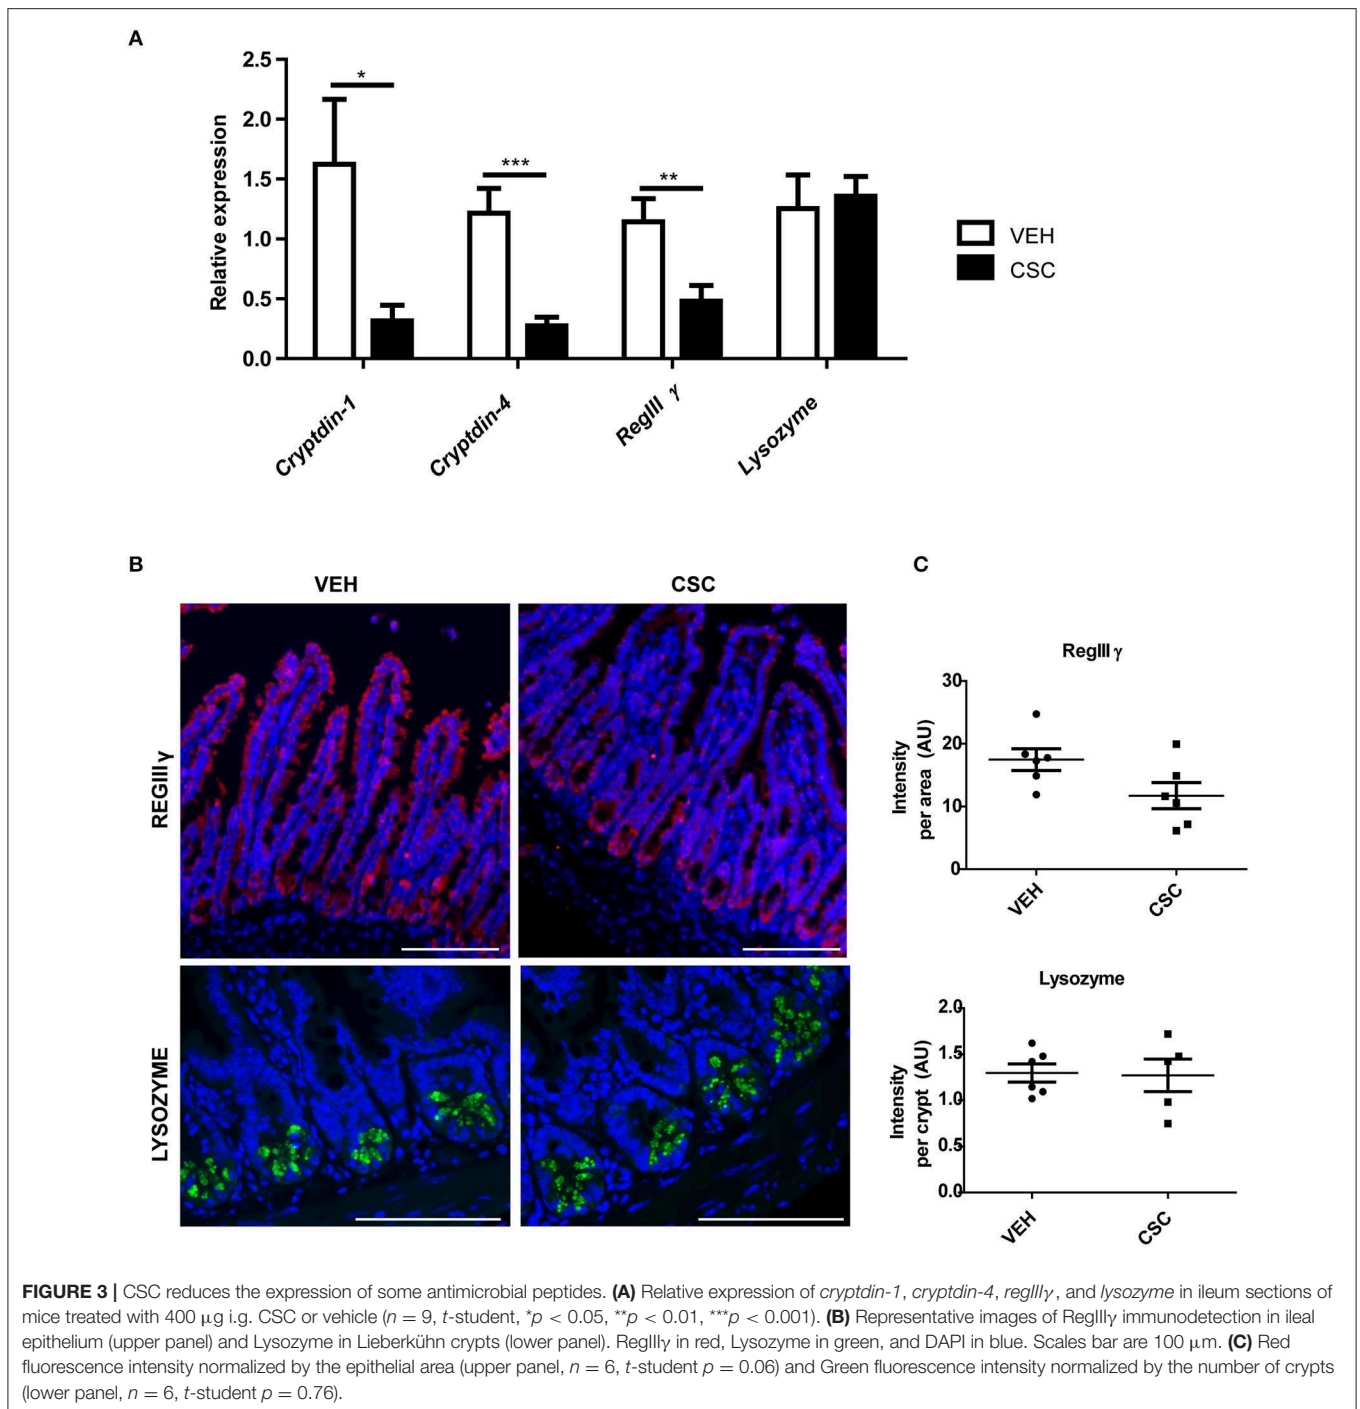 A
2.5
2.0
1.5
1.0
0.5
0.0
Relative expression
*
***
**
Cryptdin-1
Cryptdin-4
RegIII γ
Lysozyme
VEH
CSC
B
VEH
CSC
REGIII γ
LYSOZYME
C
RegIII γ
30
20
10
0
Intensity
per area (AU)
VEH
CSC
Lysozyme
2.0
1.5
1.0
0.5
0.0
Intensity
per crypt (AU)
VEH
CSC
FIGURE 3 | CSC reduces the expression of some antimicrobial peptides. (A) Relative expression of cryptdin-1, cryptdin-4, regIIIγ, and lysozyme in ileum sections of
mice treated with 400 μg i.g. CSC or vehicle (n = 9, t-student, *p < 0.05, **p < 0.01, ***p < 0.001). (B) Representative images of RegIIIγ immunodetection in ileal
epithelium (upper panel) and Lysozyme in Lieberkühn crypts (lower panel). RegIIIγ in red, Lysozyme in green, and DAPI in blue. Scales bar are 100 μm. (C) Red
fluorescence intensity normalized by the epithelial area (upper panel, n = 6, t-student p = 0.06) and Green fluorescence intensity normalized by the number of crypts
(lower panel, n = 6, t-student p = 0.76).